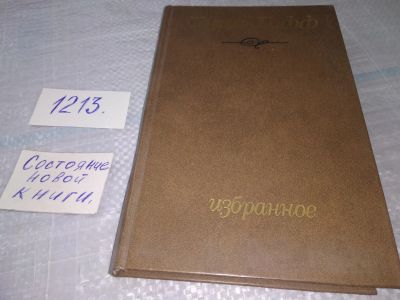 1213.
Состояние
новой
книги.
избранное